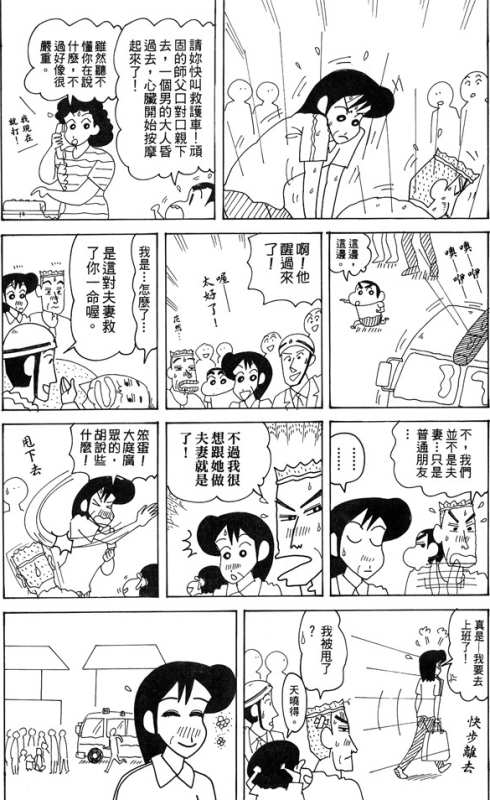 請妳快叫救護車！頑
固的師父口對口親下
去，一個男的大人昏
過去，心臟開始按摩
起來了！
雖然聽不
懂你在說
什麼，不
過好像很
嚴重。
我現在
就打！
噢…咿
噢…咿
這邊，
這邊。
啊！他
醒過來
了！
喔，
太好了！
茫然…
我是…怎麼了…
是這對夫妻救
了你一命喔。
不，我們
並不是夫
妻…只是
普通朋友
…
……
不過我很
想跟她做
夫妻就是
了！
笨蛋！
大庭廣
眾的，
胡說些
什麼！
甩下去
真是！我要去
上班了！
快步離去
我被甩了
？
天曉得。